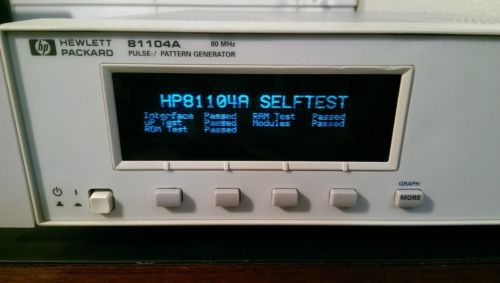 hp HEWLETT PACKARD 81104A 80 MHz
PULSE-/ PATTERN GENERATOR
HP81104A SELFTEST
Interface Passed RAM Test Passed
uP Test Passed Modules Passed
ROM Test Passed
GRAPH
MORE